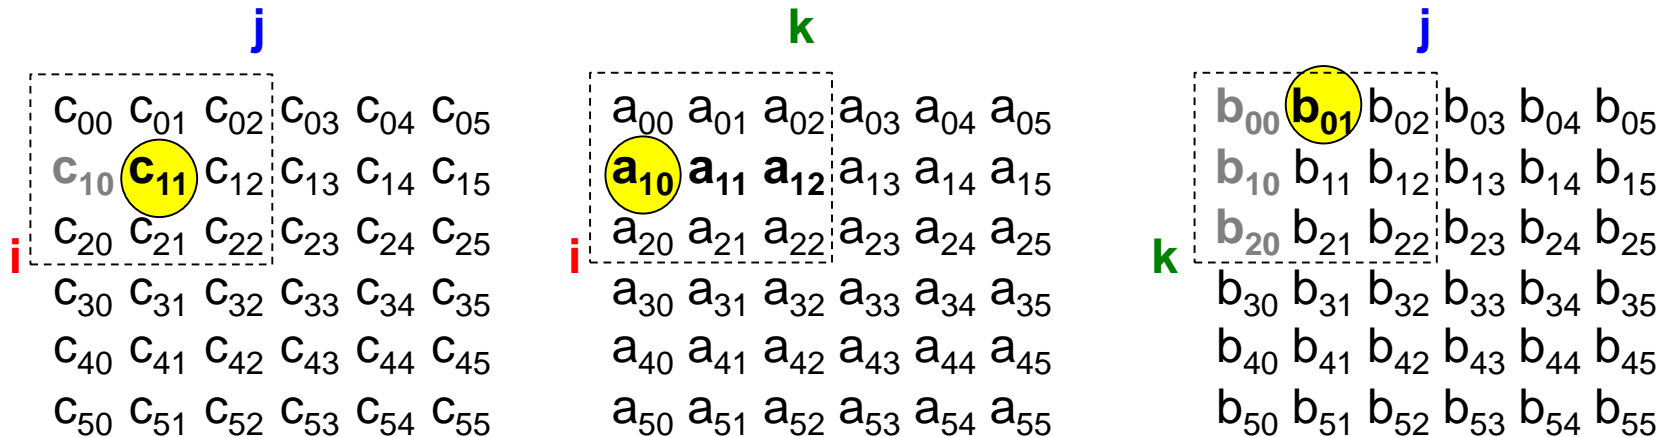 j k j
c₀₀ c₀₁ c₀₂ c₀₃ c₀₄ c₀₅ a₀₀ a₀₁ a₀₂ a₀₃ a₀₄ a₀₅ b₀₀ b₀₁ b₀₂ b₀₃ b₀₄ b₀₅
c₁₀ c₁₁ c₁₂ c₁₃ c₁₄ c₁₅ a₁₀ a₁₁ a₁₂ a₁₃ a₁₄ a₁₅ b₁₀ b₁₁ b₁₂ b₁₃ b₁₄ b₁₅
c₂₀ c₂₁ c₂₂ c₂₃ c₂₄ c₂₅ a₂₀ a₂₁ a₂₂ a₂₃ a₂₄ a₂₅ b₂₀ b₂₁ b₂₂ b₂₃ b₂₄ b₂₅
i i k
c₃₀ c₃₁ c₃₂ c₃₃ c₃₄ c₃₅ a₃₀ a₃₁ a₃₂ a₃₃ a₃₄ a₃₅ b₃₀ b₃₁ b₃₂ b₃₃ b₃₄ b₃₅
c₄₀ c₄₁ c₄₂ c₄₃ c₄₄ c₄₅ a₄₀ a₄₁ a₄₂ a₄₃ a₄₄ a₄₅ b₄₀ b₄₁ b₄₂ b₄₃ b₄₄ b₄₅
c₅₀ c₅₁ c₅₂ c₅₃ c₅₄ c₅₅ a₅₀ a₅₁ a₅₂ a₅₃ a₅₄ a₅₅ b₅₀ b₅₁ b₅₂ b₅₃ b₅₄ b₅₅